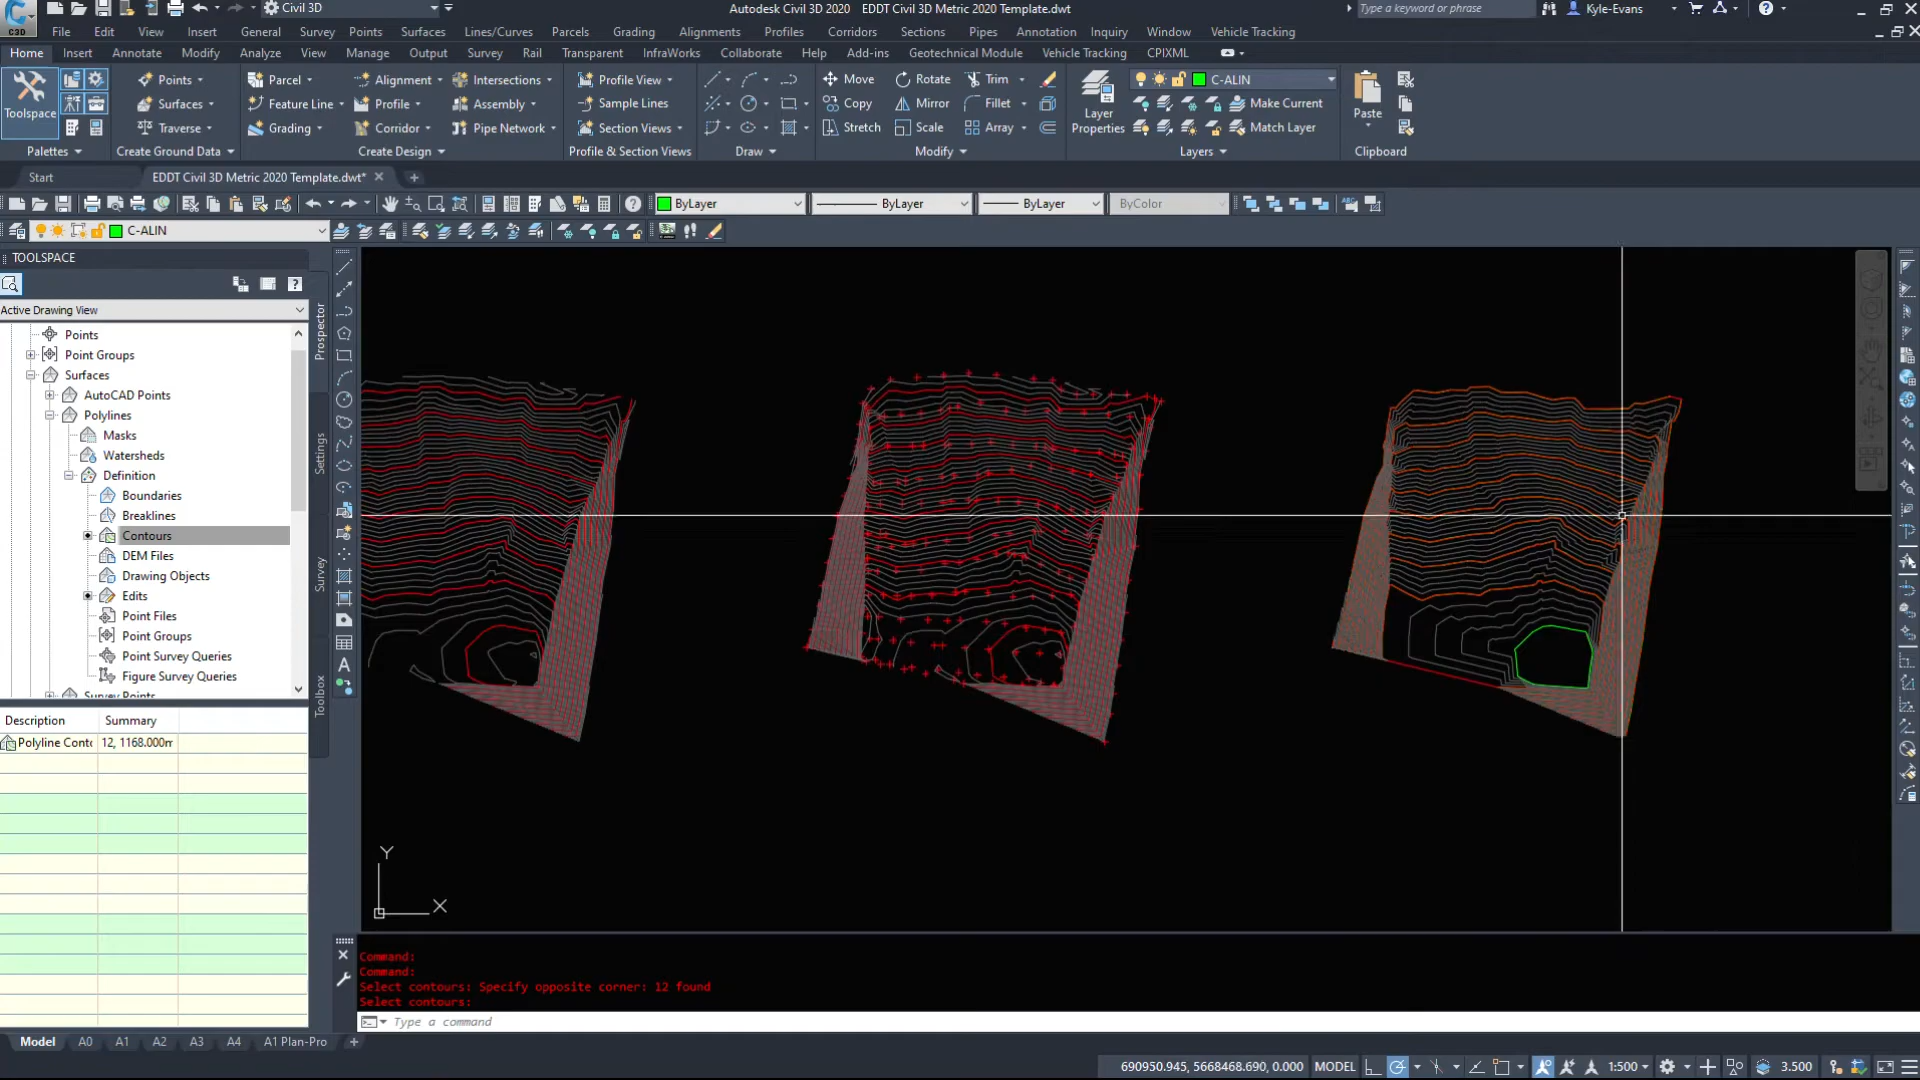 Civil 3D
Autodesk Civil 3D 2020 EDDT Civil 3D Metric 2020 Template.dwt
Type a keyword or phrase
Kyle-Evans
C3D
File Edit View Insert General Survey Points Surfaces Lines/Curves Parcels Grading Alignments Profiles Corridors Sections Pipes Annotation Inquiry Window Vehicle Tracking
Home Insert Annotate Modify Analyze View Manage Output Survey Rail Transparent InfraWorks Collaborate Help Add-ins Geotechnical Module Vehicle Tracking CPIXML
Points Parcel Alignment Intersections Profile View Move Rotate Trim C-ALIN
Toolspace Surfaces Feature Line Profile Assembly Sample Lines Copy Mirror Fillet Layer Properties Make Current Paste
Traverse Grading Corridor Pipe Network Section Views Stretch Scale Array Match Layer
Palettes Create Ground Data Create Design Profile & Section Views Draw Modify Layers Clipboard
Start EDDT Civil 3D Metric 2020 Template.dwt*
ByLayer ByLayer ByLayer ByColor
C-ALIN
TOOLSPACE
Active Drawing View
Points
Point Groups
Surfaces
AutoCAD Points
Polylines
Masks
Watersheds
Definition
Boundaries
Breaklines
Contours
DEM Files
Drawing Objects
Edits
Point Files
Point Groups
Point Survey Queries
Figure Survey Queries
Survey Points
Prospector
Settings
Survey
Toolbox
Description Summary
Polyline Conto 12, 1168.000m
Y
X
Command:
Command:
Select contours: Specify opposite corner: 12 found
Select contours:
Type a command
Model A0 A1 A2 A3 A4 A1 Plan-Pro
690950.945, 5668468.690, 0.000 MODEL 1:500 3.500